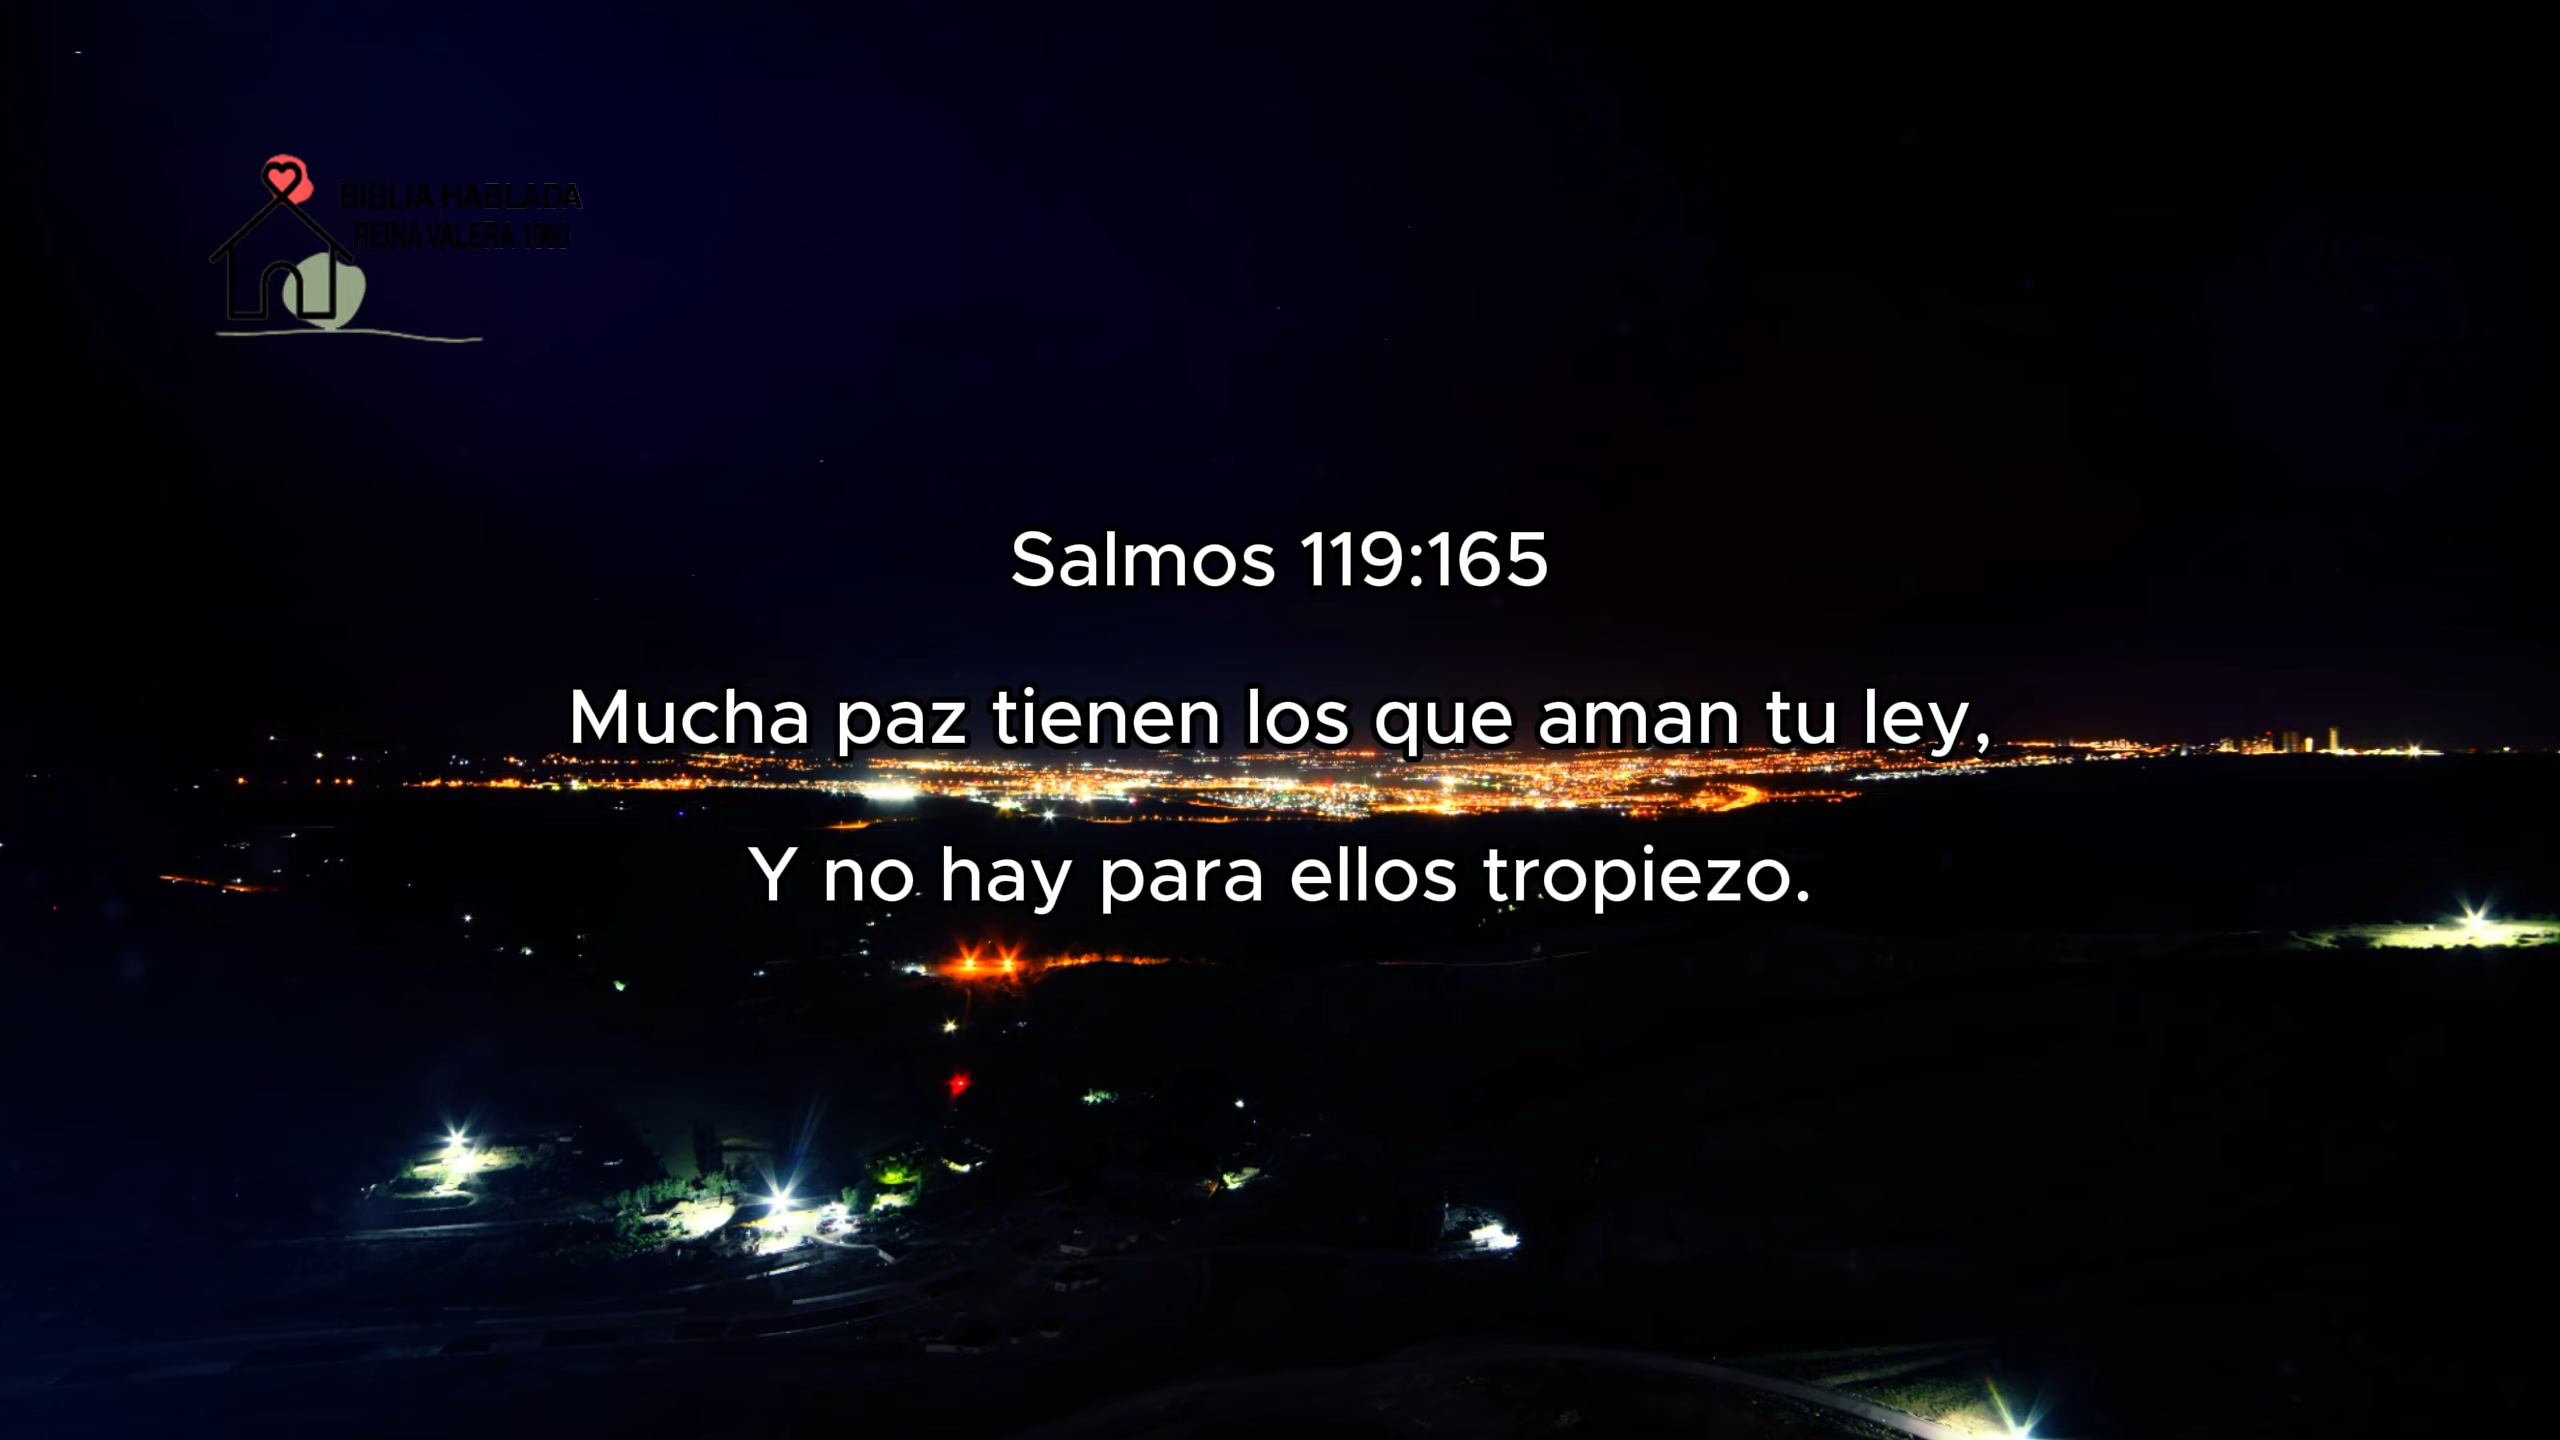 BIBLIA HABLADA
REINA VALERA 1960
Salmos 119:165
Mucha paz tienen los que aman tu ley,
Y no hay para ellos tropiezo.